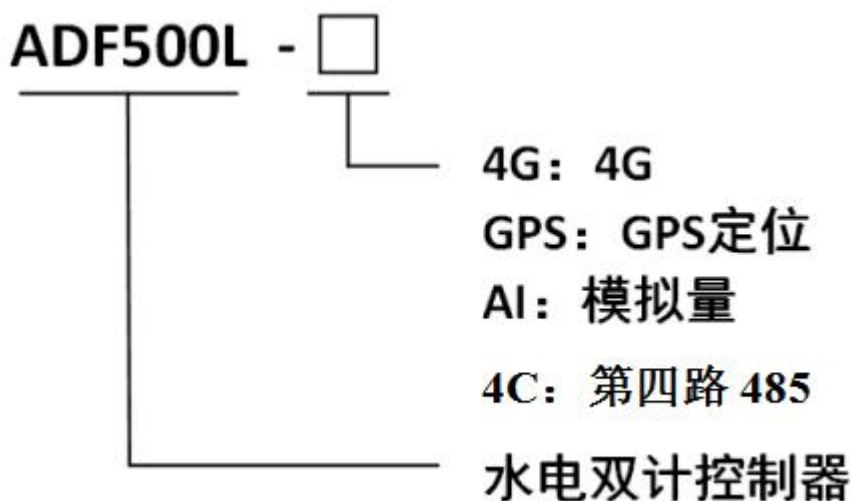 ADF500L - □
4G：4G
GPS：GPS定位
AI：模拟量
4C：第四路 485
水电双计控制器